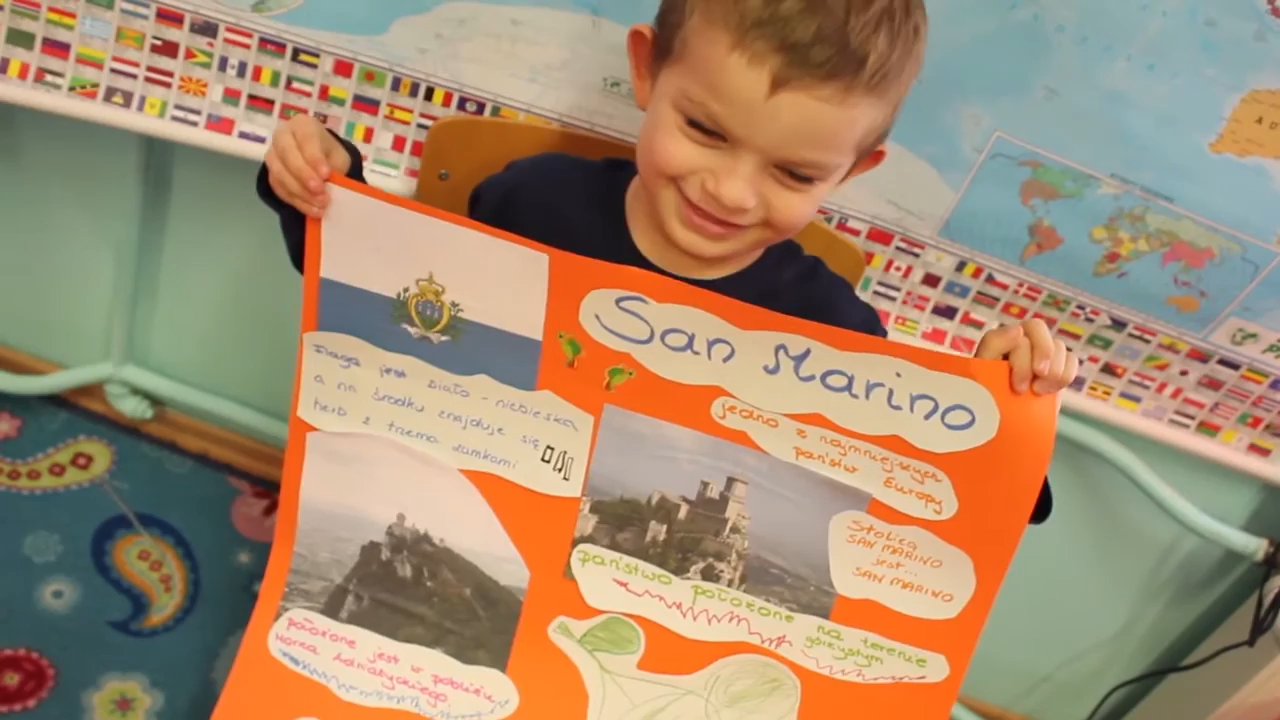 San Marino
jedno z najmniejszych
państw Europy
Flaga jest biało - niebieska
a na środku znajduje się
herb z trzema zamkami
Stolicą
SAN MARINO
jest...
SAN MARINO
państwo położone na terenie
górzystym
położone jest w pobliżu
Morza Adriatyckiego